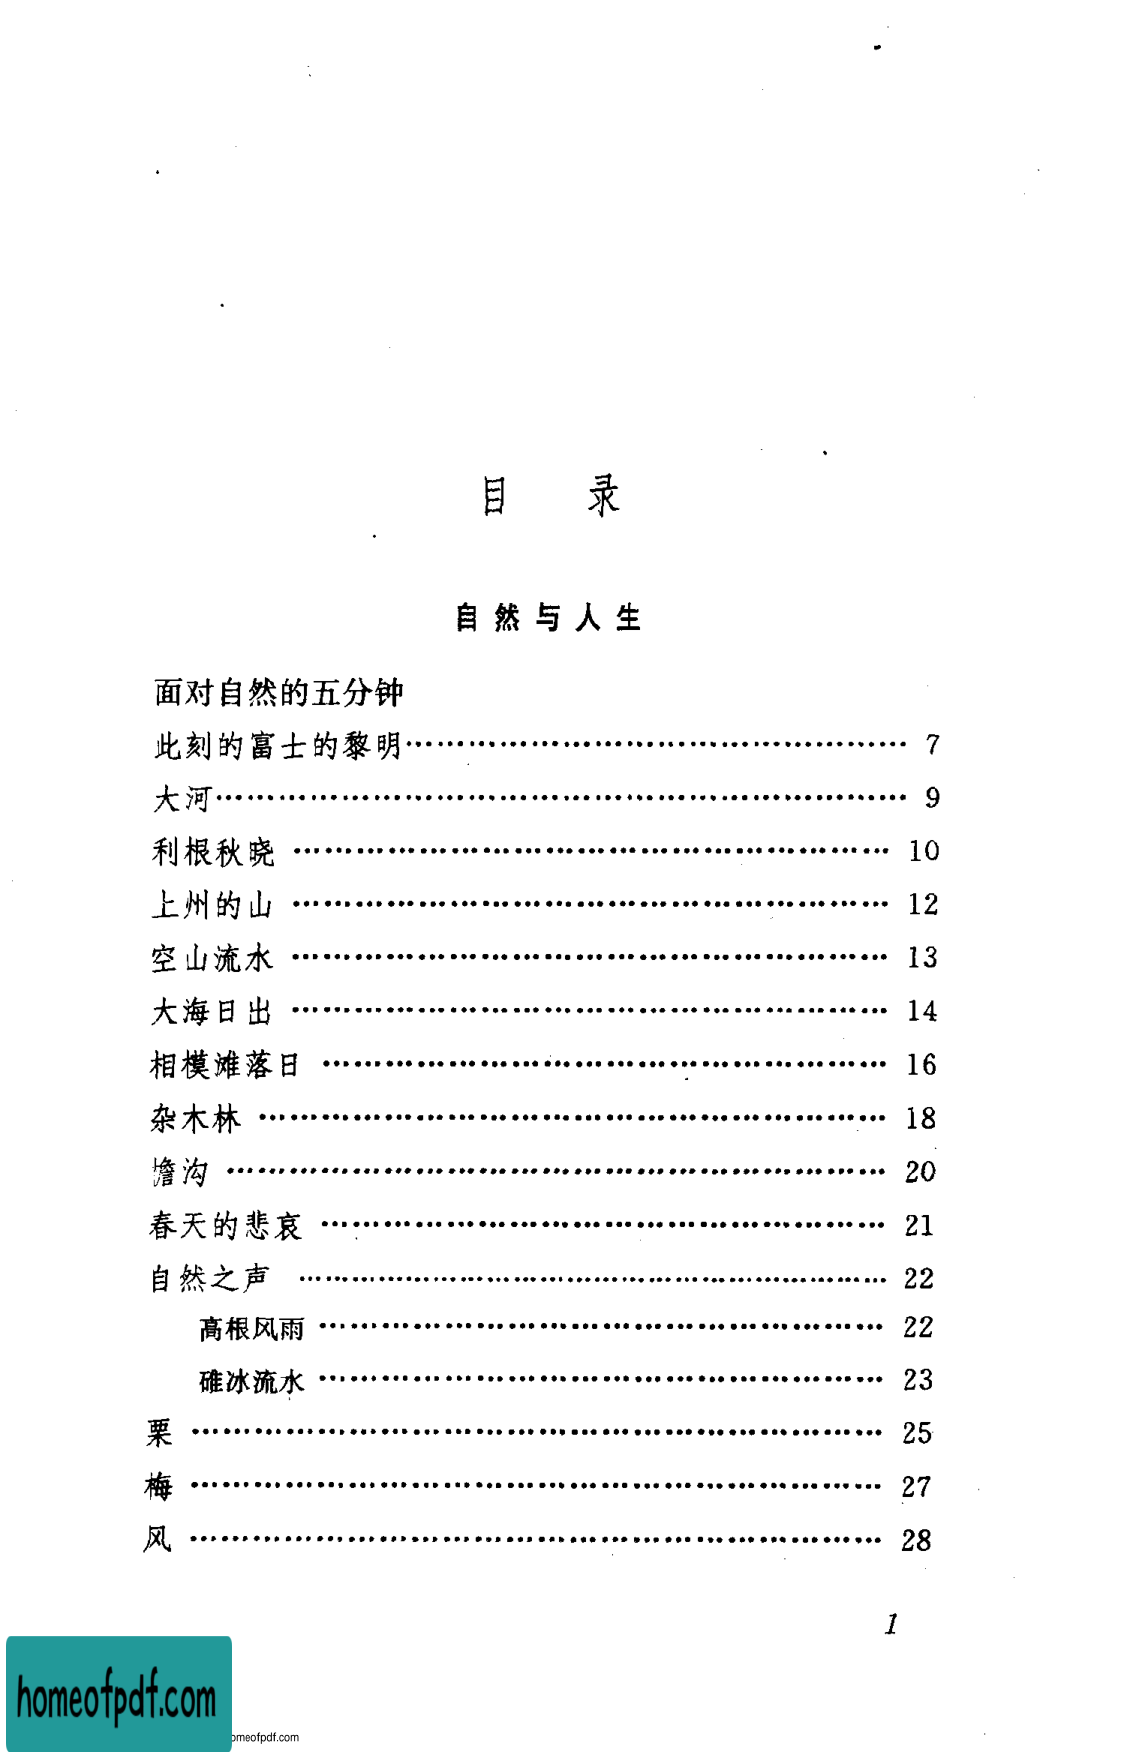 目 录
自然与人生
面对自然的五分钟
此刻的富士的黎明…………………………………………… 7
大河…………………………………………………………… 9
利根秋晓 …………………………………………………… 10
上州的山 …………………………………………………… 12
空山流水 …………………………………………………… 13
大海日出 …………………………………………………… 14
相模滩落日 ………………………………………………… 16
杂木林 ……………………………………………………… 18
檐沟 ………………………………………………………… 20
春天的悲哀 ………………………………………………… 21
自然之声 …………………………………………………… 22
高根风雨 ………………………………………………… 22
碓冰流水 ………………………………………………… 23
栗 …………………………………………………………… 25
梅 …………………………………………………………… 27
风 …………………………………………………………… 28
1
homeofpdf.com
omeofpdf.com